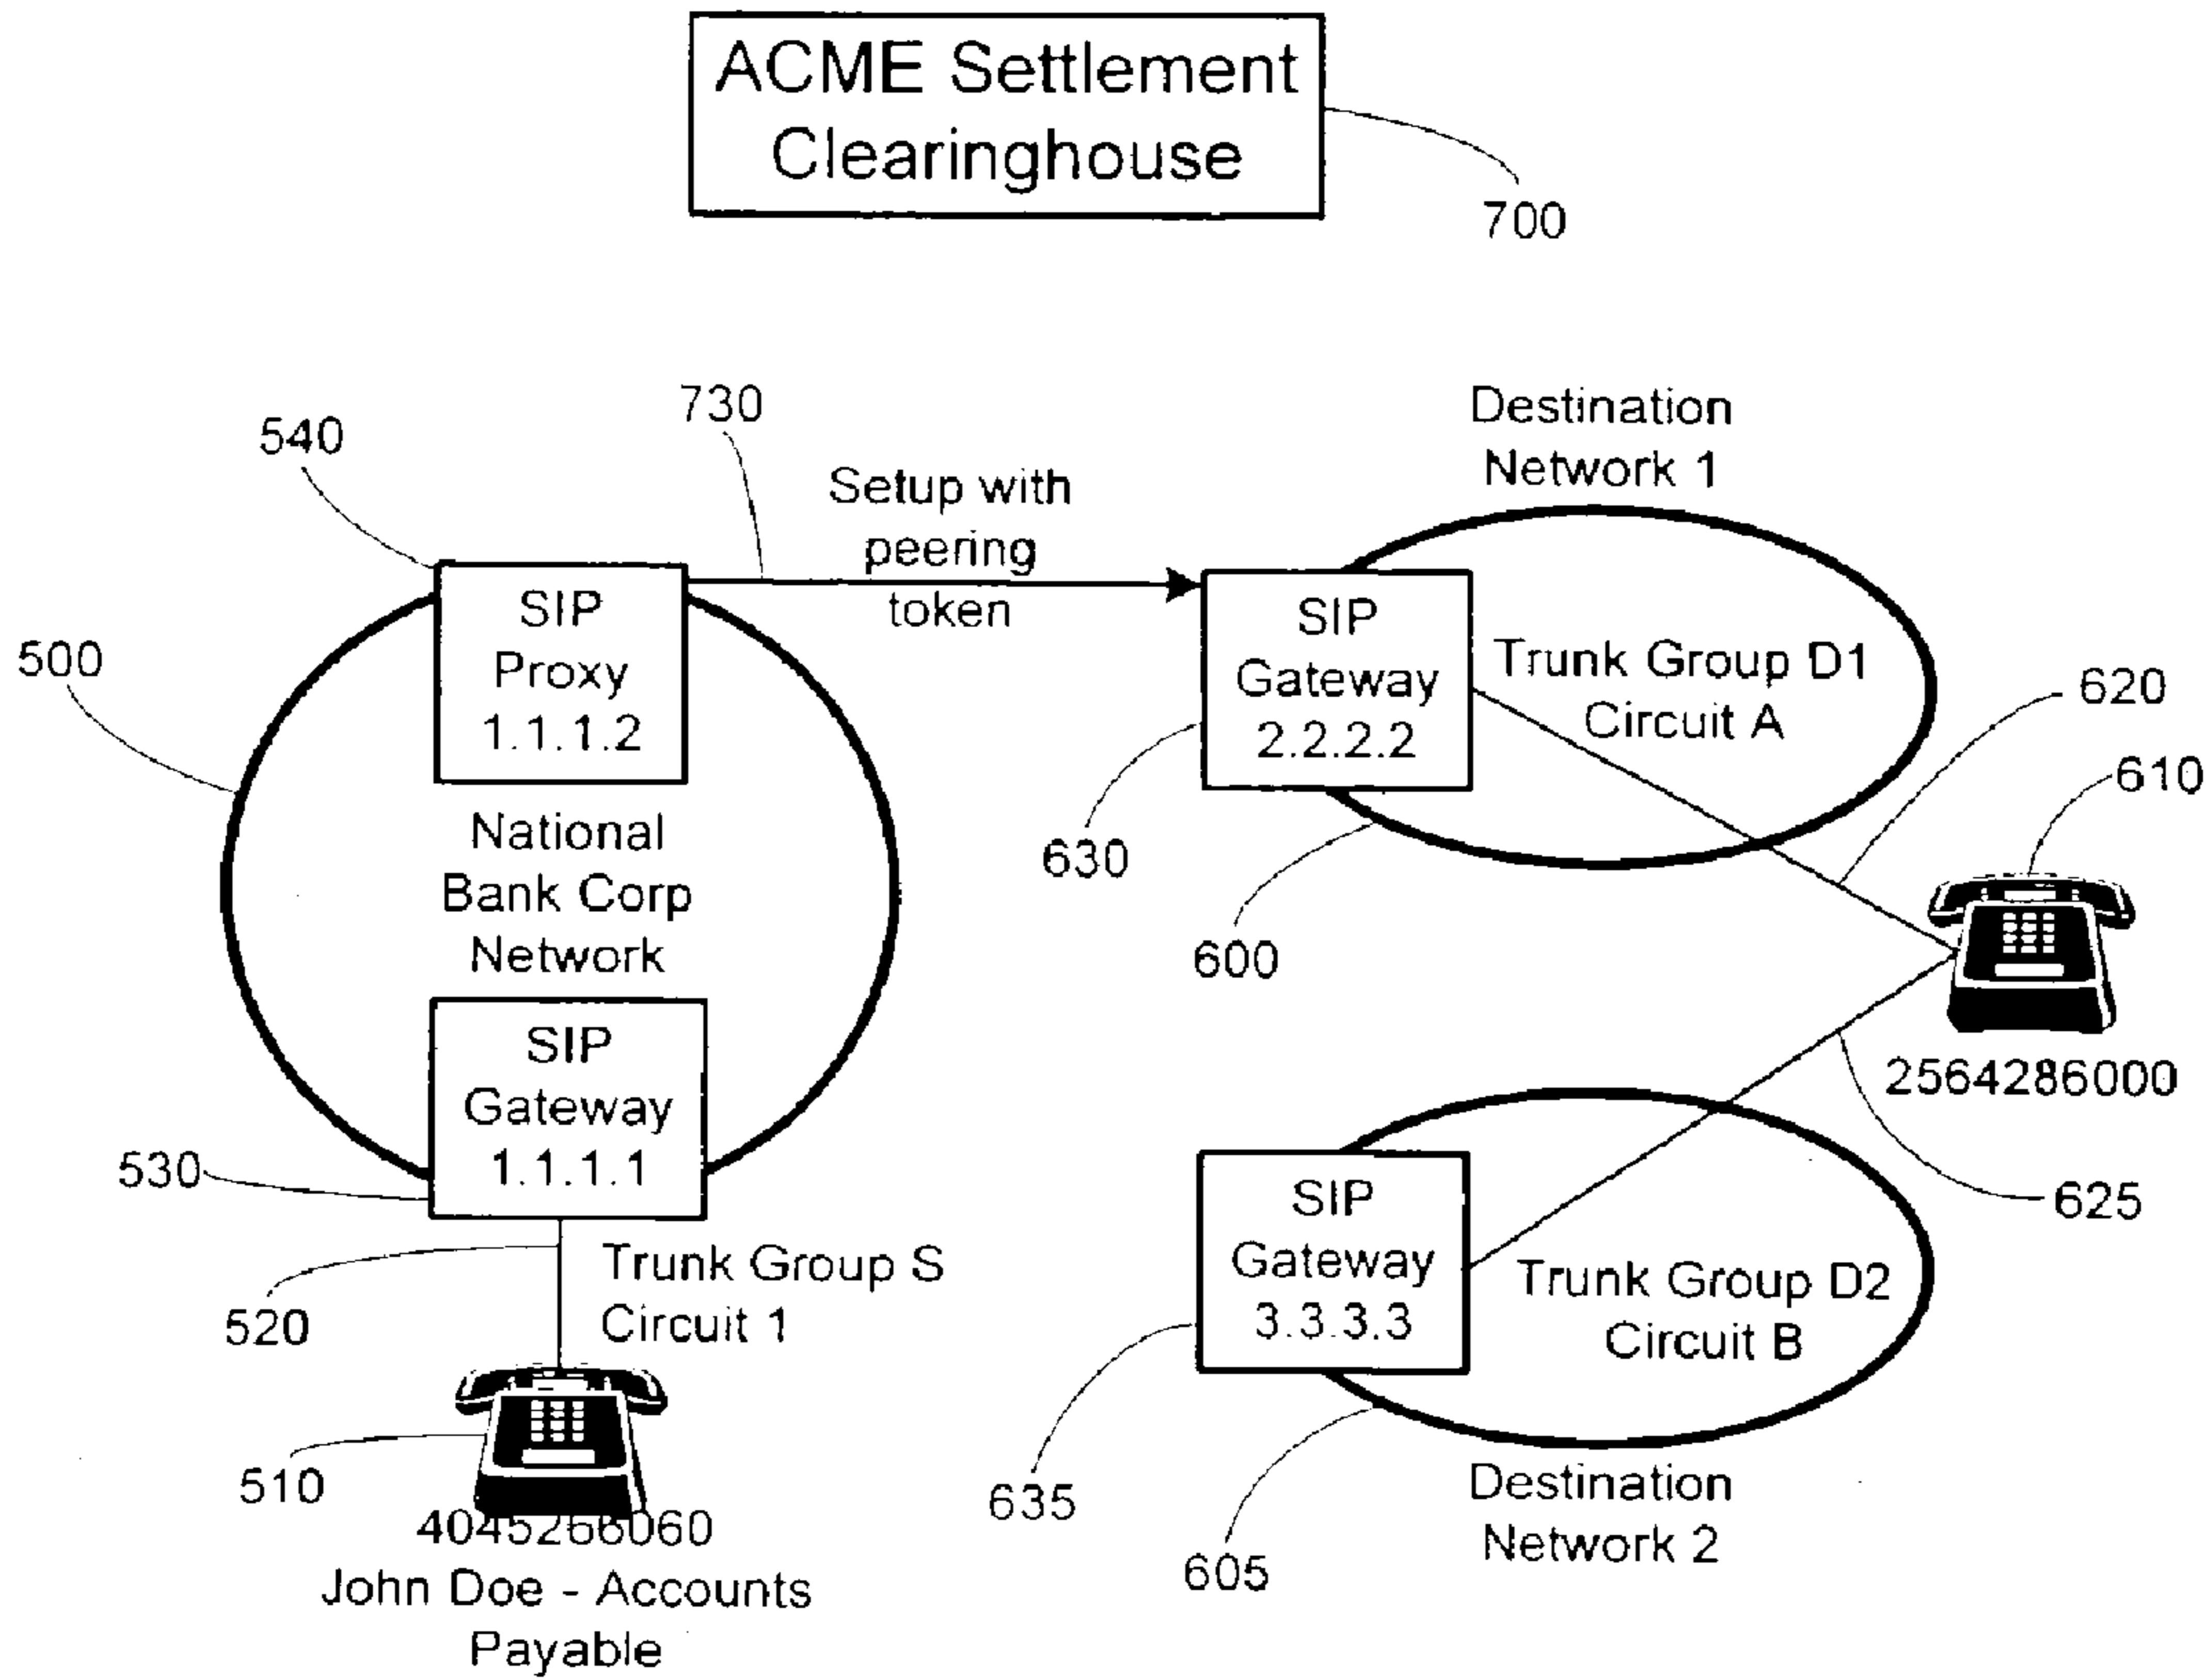 ACME Settlement
Clearinghouse
700
730
540
Setup with
peering
token
Destination
Network 1
500
SIP
Proxy
1.1.1.2
SIP
Gateway
2.2.2.2
Trunk Group D1
Circuit A
620
610
630
600
National
Bank Corp
Network
2564286000
SIP
Gateway
1.1.1.1
530
625
SIP
Gateway
3.3.3.3
Trunk Group D2
Circuit B
Trunk Group S
Circuit 1
520
510
635
605
Destination
Network 2
4045266060
John Doe - Accounts
Payable